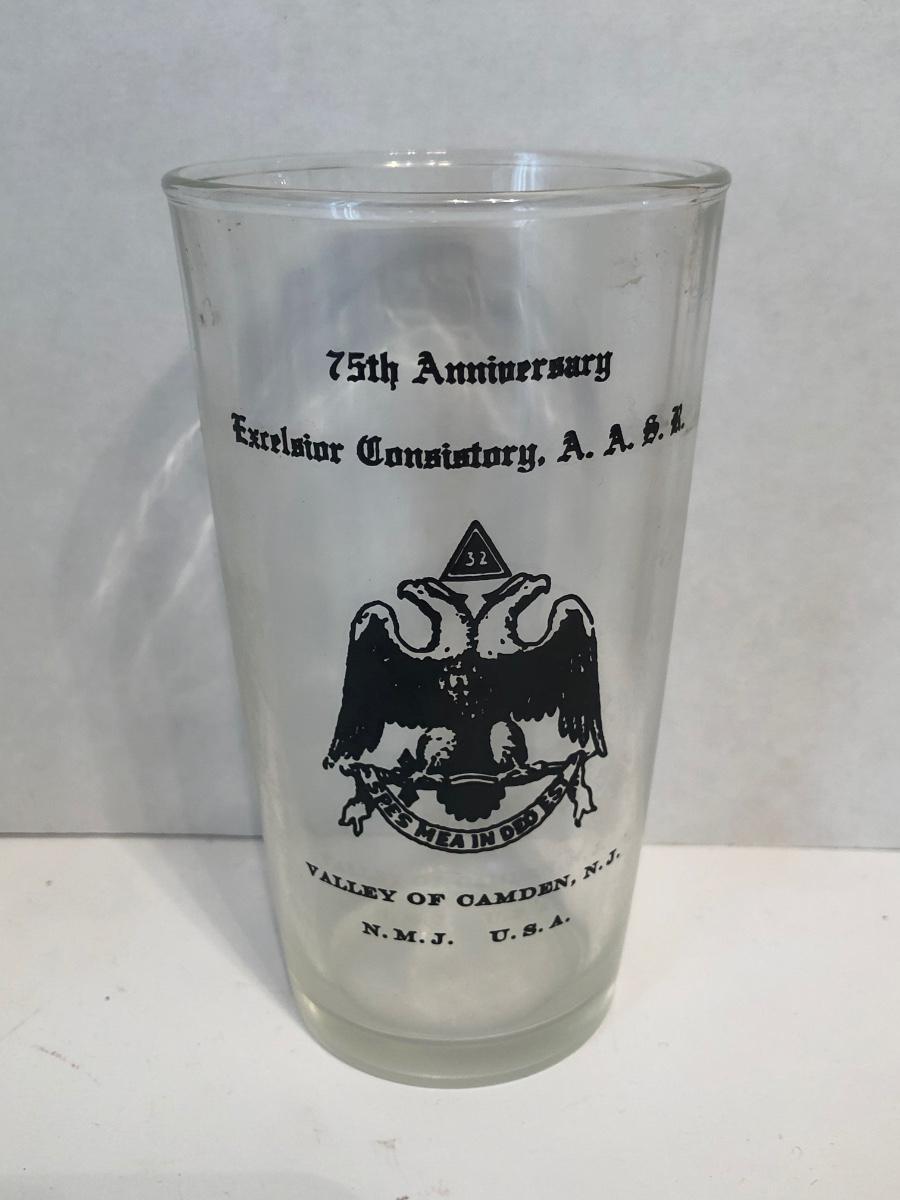 75th Anniversary
Excelsior Consistory, A. A. S. R.
32
SPES MEA IN DEO EST
VALLEY OF CAMDEN, N. J.
N. M. J. U. S. A.